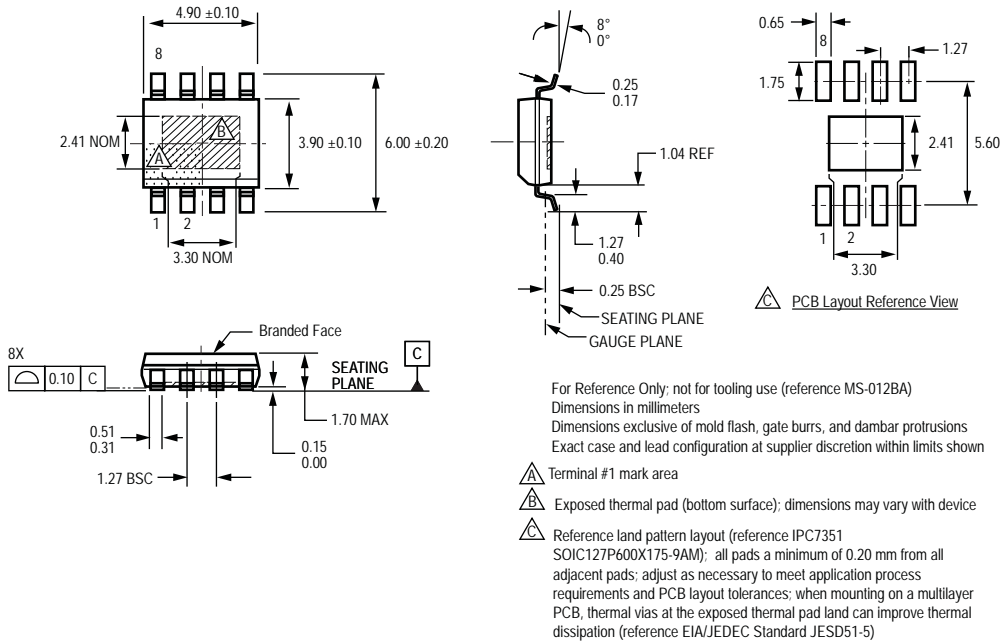 4.90 ±0.10
8
2.41 NOM
A
B
3.90 ±0.10
6.00 ±0.20
1 2
3.30 NOM
8°
0°
0.25
0.17
1.04 REF
1.27
0.40
0.25 BSC
SEATING PLANE
GAUGE PLANE
0.65
8
1.27
1.75
2.41
5.60
1 2
3.30
C PCB Layout Reference View
Branded Face
8X
0.10 C
SEATING
PLANE
C
1.70 MAX
0.51
0.31
0.15
0.00
1.27 BSC
For Reference Only; not for tooling use (reference MS-012BA)
Dimensions in millimeters
Dimensions exclusive of mold flash, gate burrs, and dambar protrusions
Exact case and lead configuration at supplier discretion within limits shown
A Terminal #1 mark area
B Exposed thermal pad (bottom surface); dimensions may vary with device
C Reference land pattern layout (reference IPC7351
SOIC127P600X175-9AM); all pads a minimum of 0.20 mm from all
adjacent pads; adjust as necessary to meet application process
requirements and PCB layout tolerances; when mounting on a multilayer
PCB, thermal vias at the exposed thermal pad land can improve thermal
dissipation (reference EIA/JEDEC Standard JESD51-5)